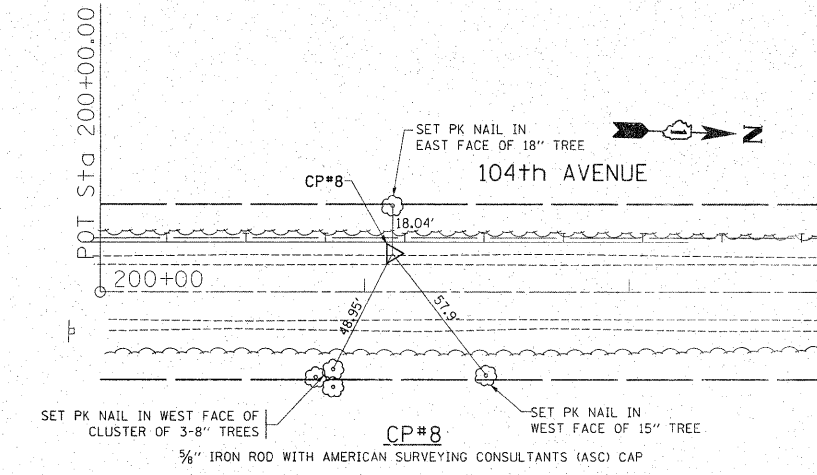 POT Sta 200+00.00
SET PK NAIL IN
EAST FACE OF 18" TREE
N
104th AVENUE
CP#8
18.04'
200+00
48.95'
57.9'
SET PK NAIL IN WEST FACE OF
CLUSTER OF 3-8" TREES
SET PK NAIL IN
WEST FACE OF 15" TREE
CP#8
5/8" IRON ROD WITH AMERICAN SURVEYING CONSULTANTS (ASC) CAP